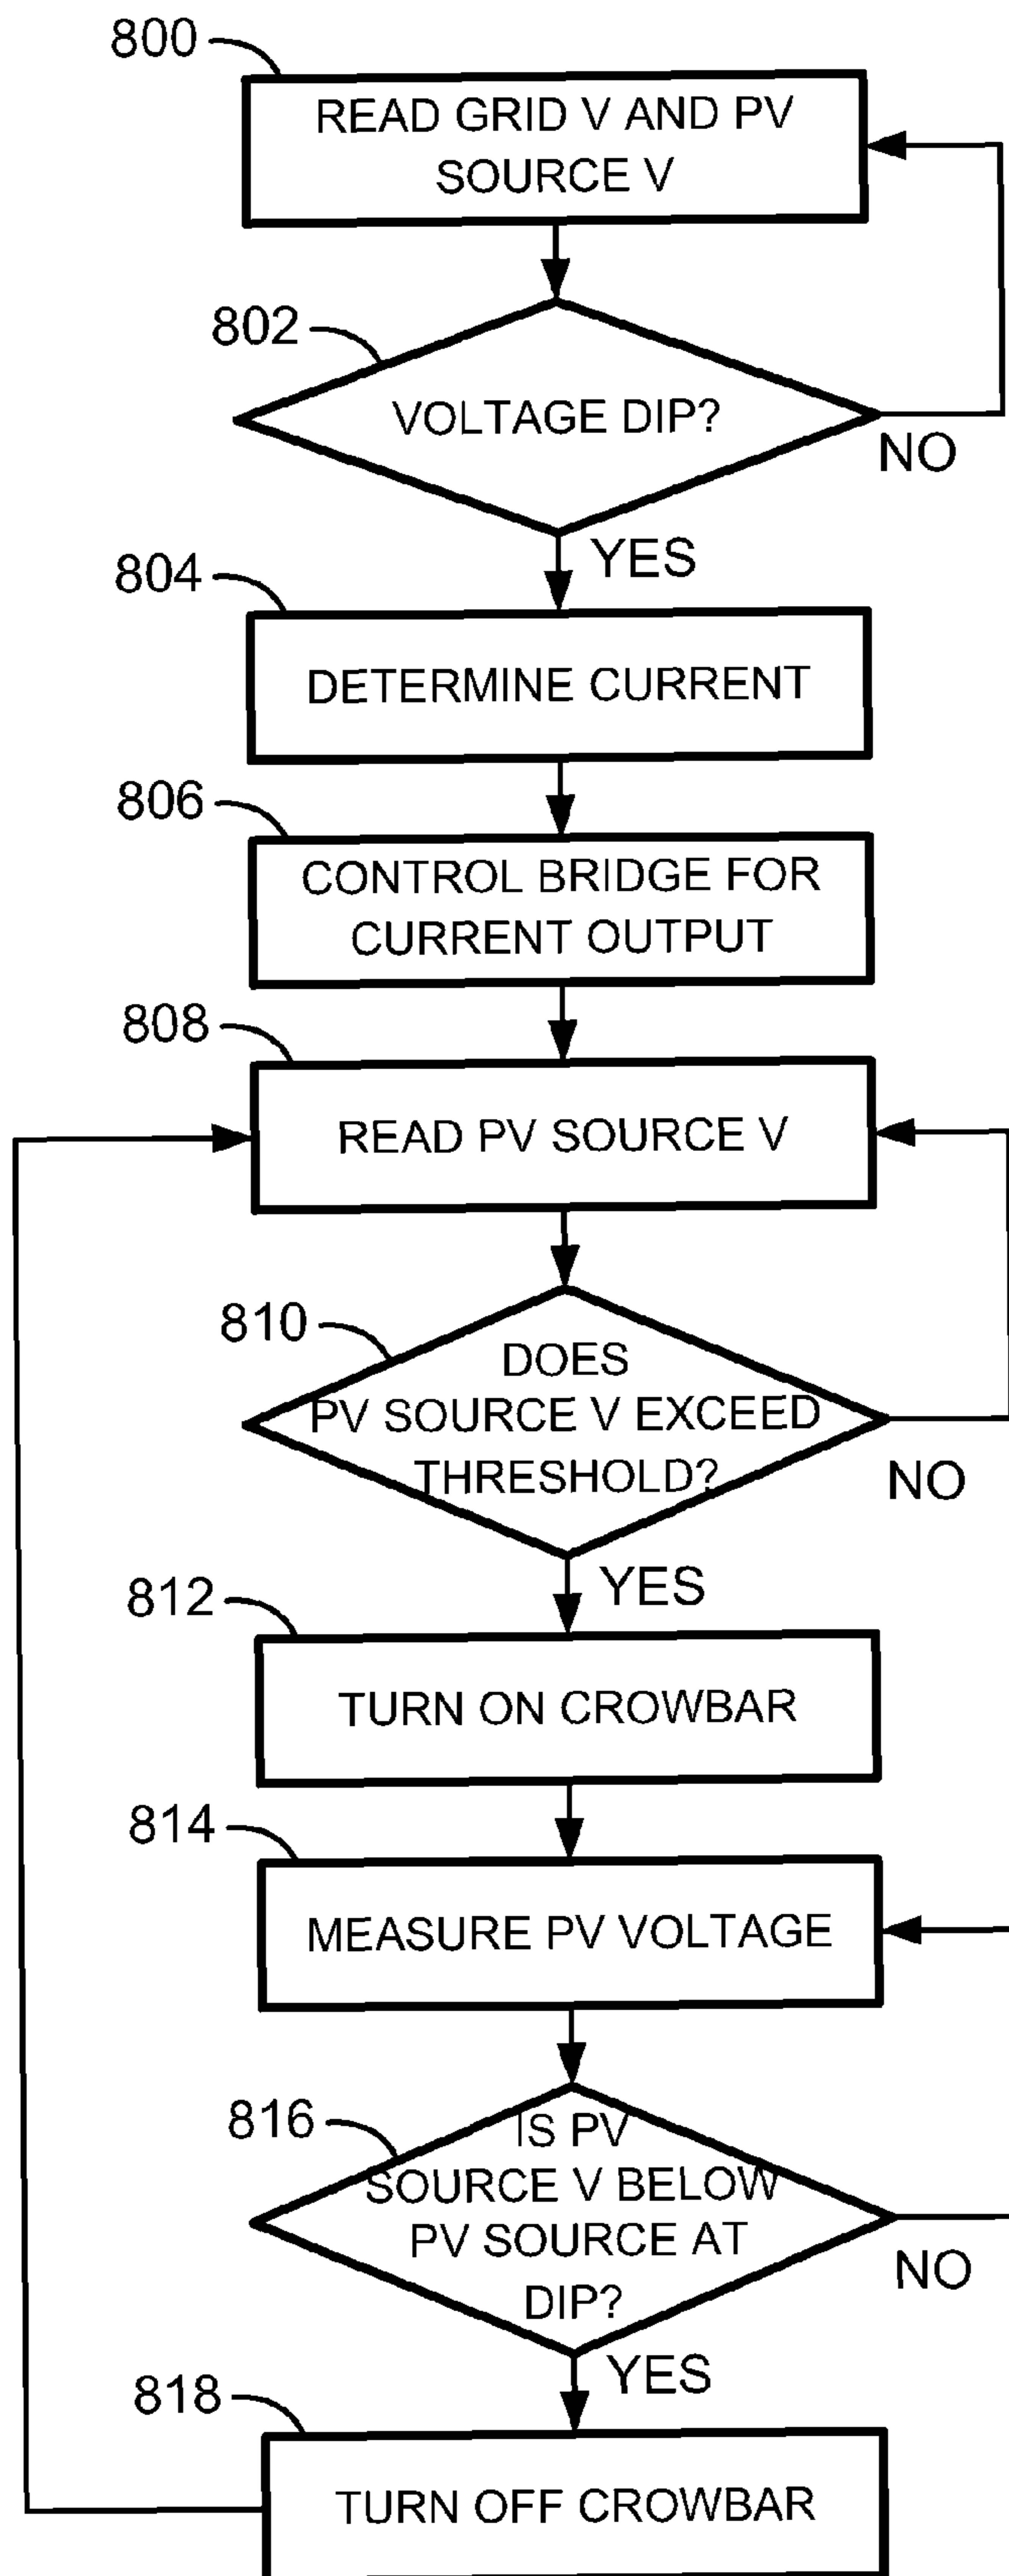 800
READ GRID V AND PV
SOURCE V
802
VOLTAGE DIP?
NO
YES
804
DETERMINE CURRENT
806
CONTROL BRIDGE FOR
CURRENT OUTPUT
808
READ PV SOURCE V
810
DOES
PV SOURCE V EXCEED
THRESHOLD?
NO
YES
812
TURN ON CROWBAR
814
MEASURE PV VOLTAGE
816
IS PV
SOURCE V BELOW
PV SOURCE AT
DIP?
NO
YES
818
TURN OFF CROWBAR